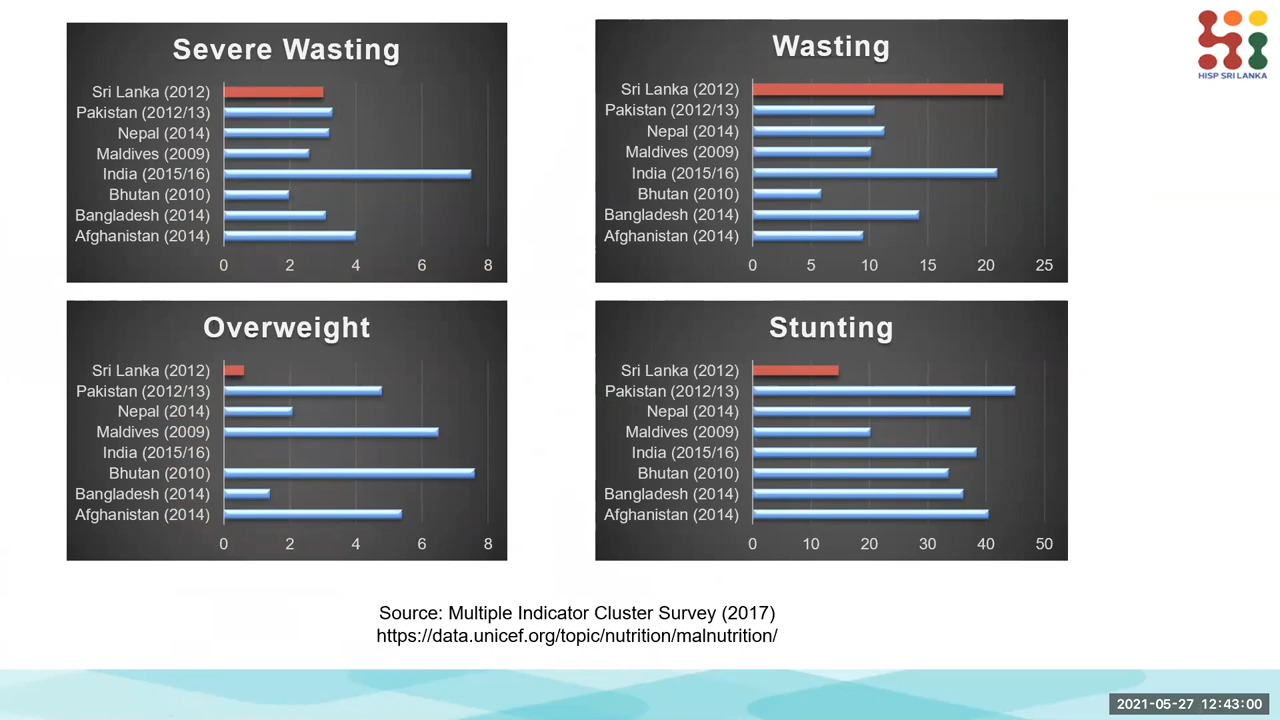 Severe Wasting
Sri Lanka (2012)
Pakistan (2012/13)
Nepal (2014)
Maldives (2009)
India (2015/16)
Bhutan (2010)
Bangladesh (2014)
Afghanistan (2014)
0 2 4 6 8
Wasting
Sri Lanka (2012)
Pakistan (2012/13)
Nepal (2014)
Maldives (2009)
India (2015/16)
Bhutan (2010)
Bangladesh (2014)
Afghanistan (2014)
0 5 10 15 20 25
HISP SRI LANKA
Overweight
Sri Lanka (2012)
Pakistan (2012/13)
Nepal (2014)
Maldives (2009)
India (2015/16)
Bhutan (2010)
Bangladesh (2014)
Afghanistan (2014)
0 2 4 6 8
Stunting
Sri Lanka (2012)
Pakistan (2012/13)
Nepal (2014)
Maldives (2009)
India (2015/16)
Bhutan (2010)
Bangladesh (2014)
Afghanistan (2014)
0 10 20 30 40 50
Source: Multiple Indicator Cluster Survey (2017)
https://data.unicef.org/topic/nutrition/malnutrition/
2021-05-27 12:43:00